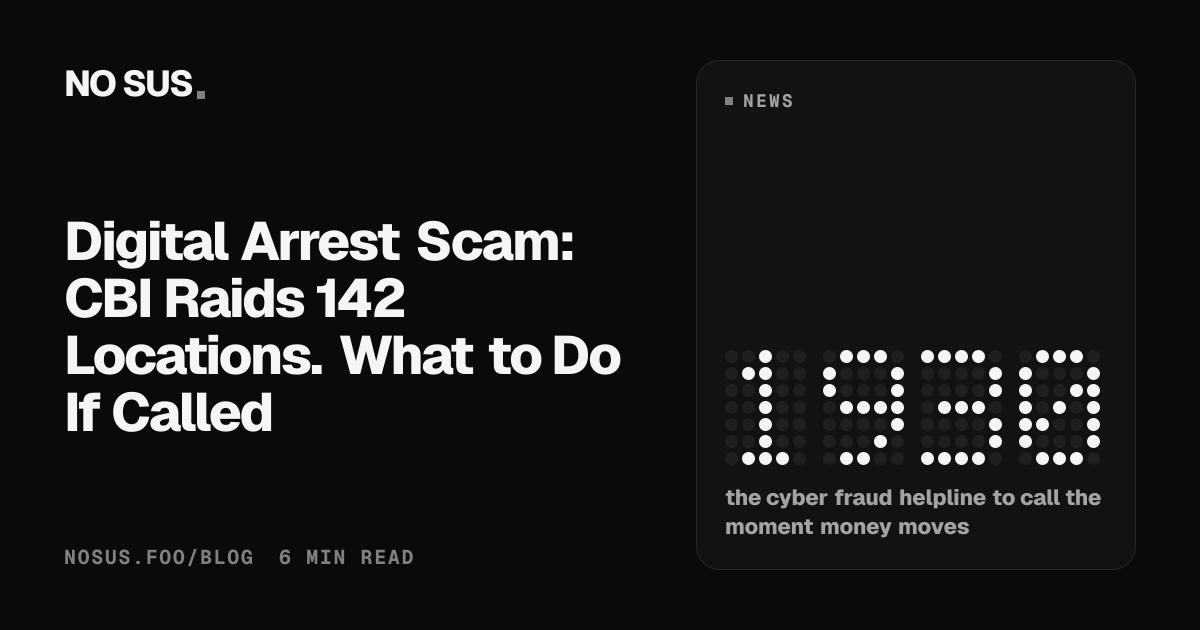 NO SUS.
Digital Arrest Scam:
CBI Raids 142
Locations. What to Do
If Called
NOSUS.FOO/BLOG 6 MIN READ
NEWS
1930
the cyber fraud helpline to call the
moment money moves